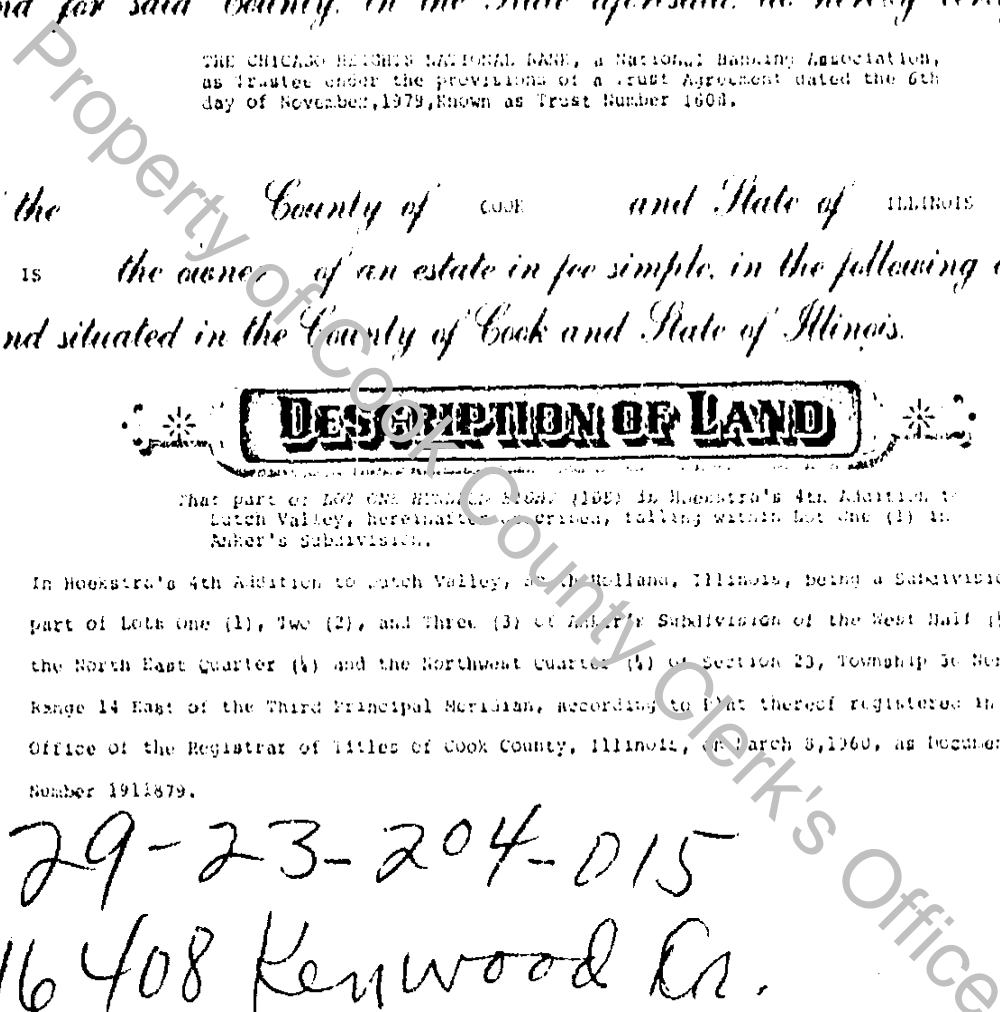 nd for said County, in the State aforesaid, do hereby
THE CHICAGO HEIGHTS NATIONAL BANK, a National Banking Association,
as Trustee under the provisions of a Trust Agreement dated the 6th
day of November,1979,Known as Trust Number 1608.
the County of COOK and State of ILLINOIS
IS the owner of an estate in fee simple, in the following
nd situated in the County of Cook and State of Illinois.
DESCRIPTION OF LAND
That part of LOT ONE HUNDRED EIGHT (108) in Hoekstra's 4th Addition to
Dutch Valley, hereinafter described, falling within Lot One (1) in
Anker's Subdivision.
In Hoekstra's 4th Addition to Dutch Valley, Holland, Illinois, being a
part of Lots One (1), Two (2), and Three (3) of Anker's Subdivision of the West Half
the North East Quarter (¼) and the Northwest Quarter (¼) of Section 23, Township 36
Range 14 East of the Third Principal Meridian, according to Plat thereof registered in
Office of the Registrar of Titles of Cook County, Illinois, on March 8,1960, as
Number 1911879.
29-23-204-015
16408 Kenwood Dr.
Property of Cook County Clerk's Office